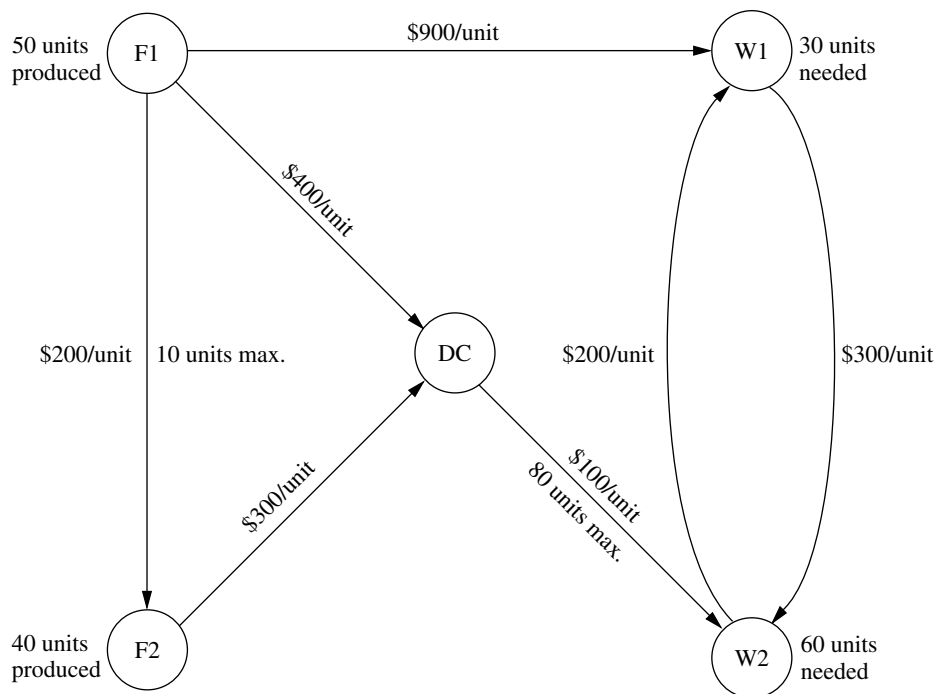 50 units
produced
F1
$900/unit
W1
30 units
needed
$400/unit
$200/unit
10 units max.
DC
$200/unit
$300/unit
$300/unit
$100/unit
80 units max.
40 units
produced
F2
W2
60 units
needed